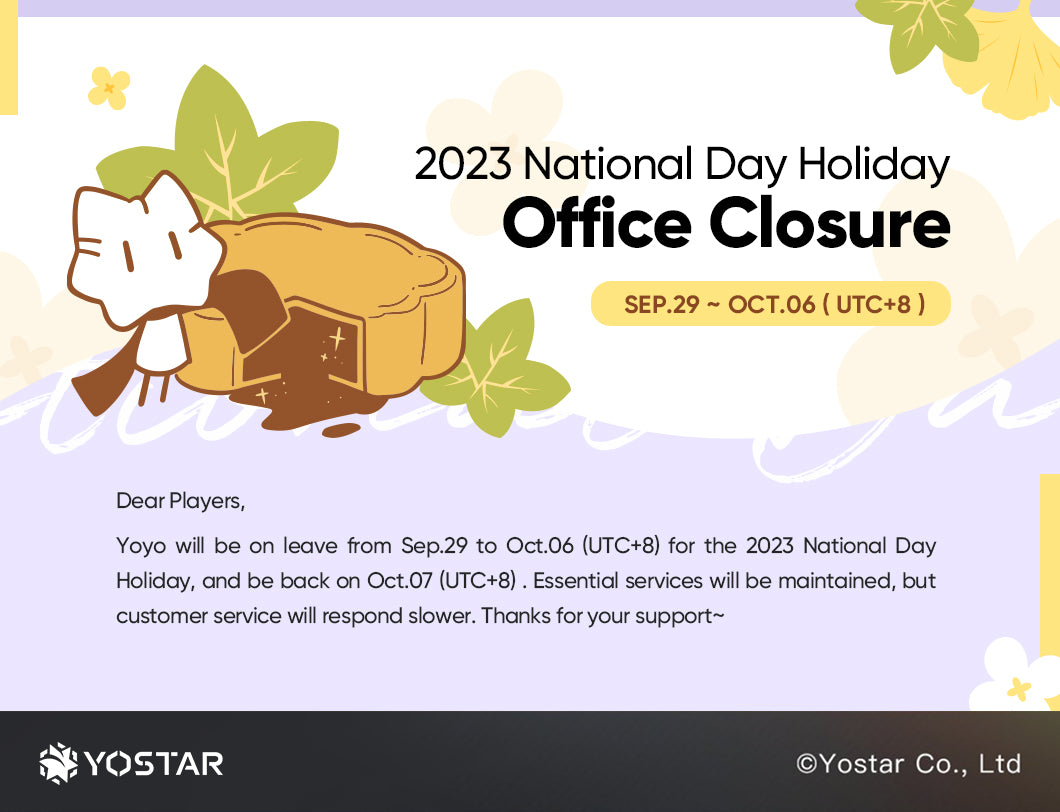 2023 National Day Holiday
Office Closure
SEP.29 ~ OCT.06 ( UTC+8 )
Dear Players,
Yoyo will be on leave from Sep.29 to Oct.06 (UTC+8) for the 2023 National Day
Holiday, and be back on Oct.07 (UTC+8) . Essential services will be maintained, but
customer service will respond slower. Thanks for your support~
YOSTAR
©Yostar Co., Ltd